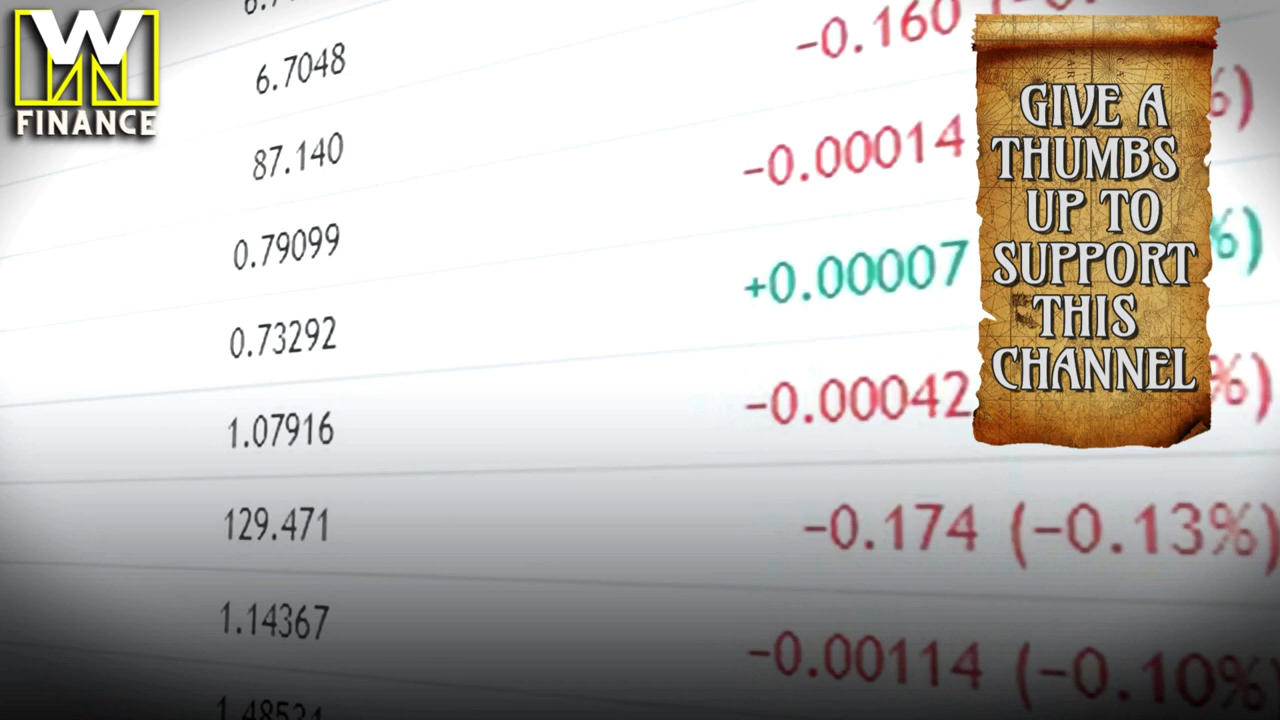 W
FINANCE
-0.160
6.7048
-0.00014
87.140
+0.00007
0.79099
0.73292
-0.00042
1.07916
129.471
-0.174 (-0.13%)
1.14367
-0.00114 (-0.10%
GIVE A
THUMBS
UP TO
SUPPORT
THIS
CHANNEL